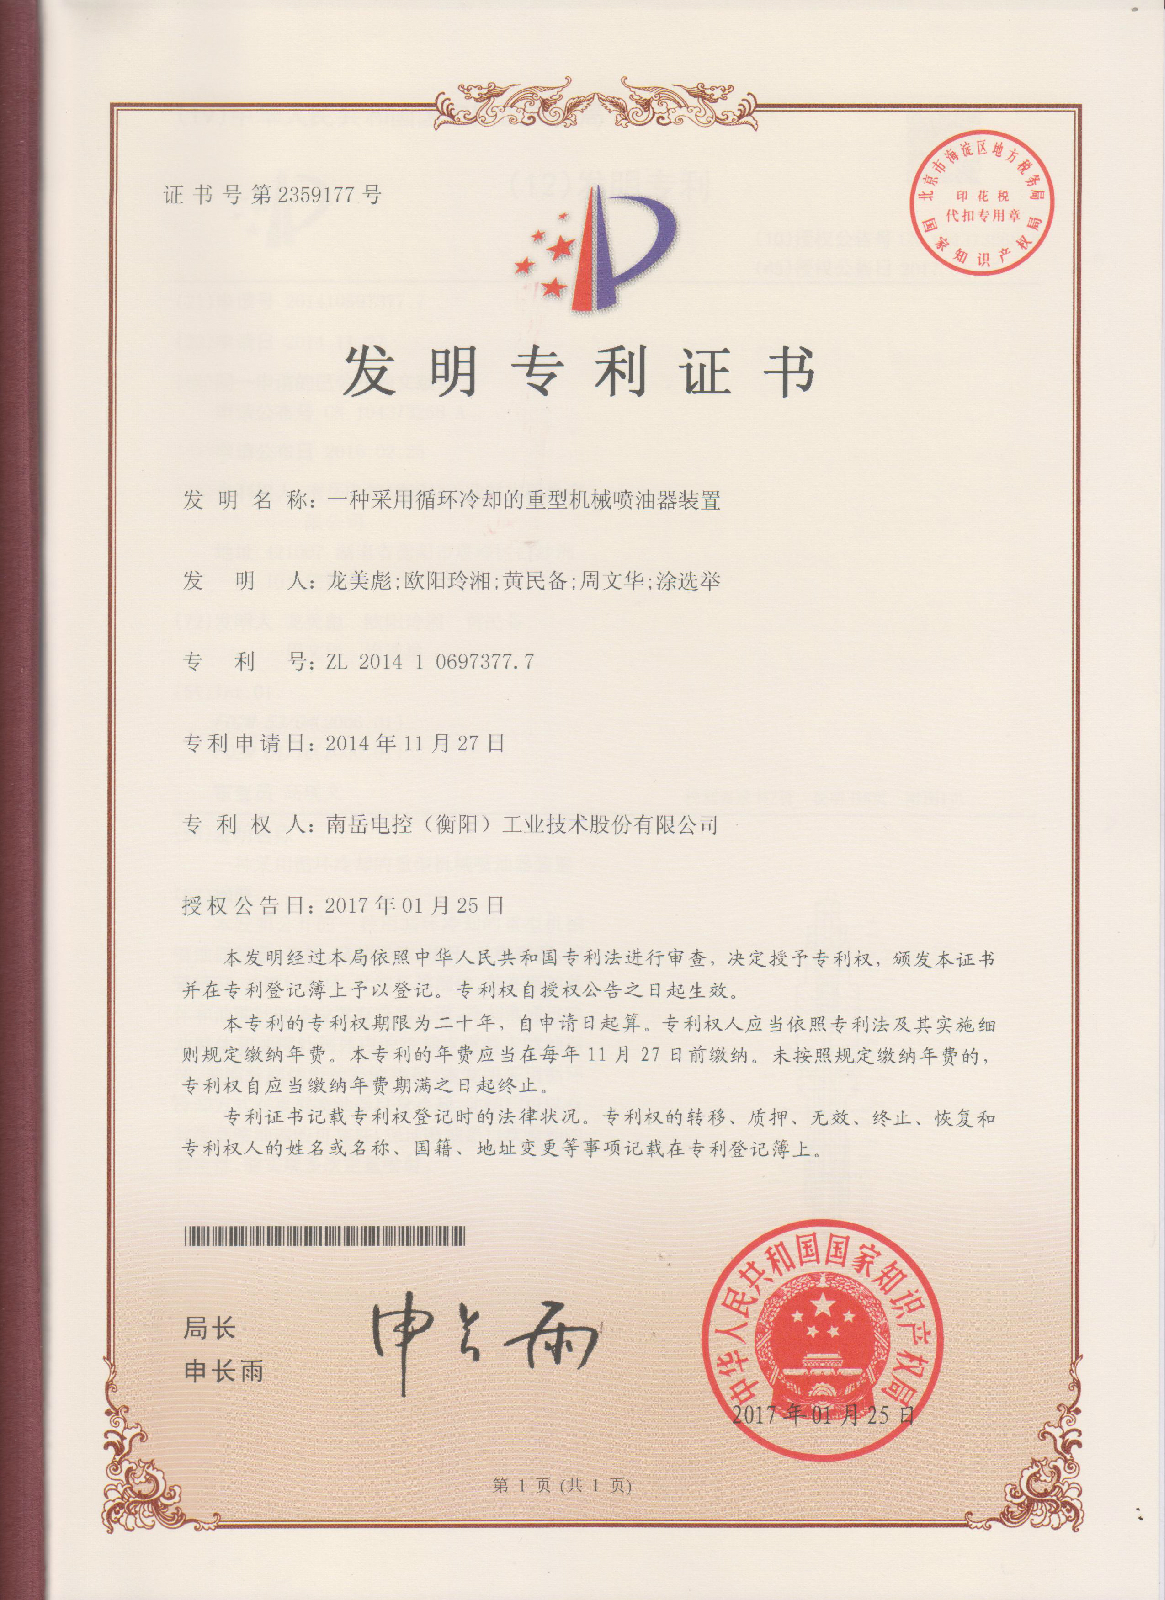 证书号第2359177号
北京市海淀区地方税务局
印花税
代扣专用章
国家知识产权局
发明专利证书
发明名称：一种采用循环冷却的重型机械喷油器装置
发明人：龙美彪;欧阳玲湘;黄民备;周文华;涂选举
专利号：ZL 2014 1 0697377.7
专利申请日：2014年11月27日
专利权人：南岳电控（衡阳）工业技术股份有限公司
授权公告日：2017年01月25日
本发明经过本局依照中华人民共和国专利法进行审查，决定授予专利权，颁发本证书
并在专利登记簿上予以登记。专利权自授权公告之日起生效。
本专利的专利权期限为二十年，自申请日起算。专利权人应当依照专利法及其实施细
则规定缴纳年费。本专利的年费应当在每年11月27日前缴纳。未按照规定缴纳年费的，
专利权自应当缴纳年费期满之日起终止。
专利证书记载专利权登记时的法律状况。专利权的转移、质押、无效、终止、恢复和
专利权人的姓名或名称、国籍、地址变更等事项记载在专利登记簿上。
局长
申长雨
申长雨
中华人民共和国国家知识产权局
2017年01月25日
第 1 页 (共 1 页)